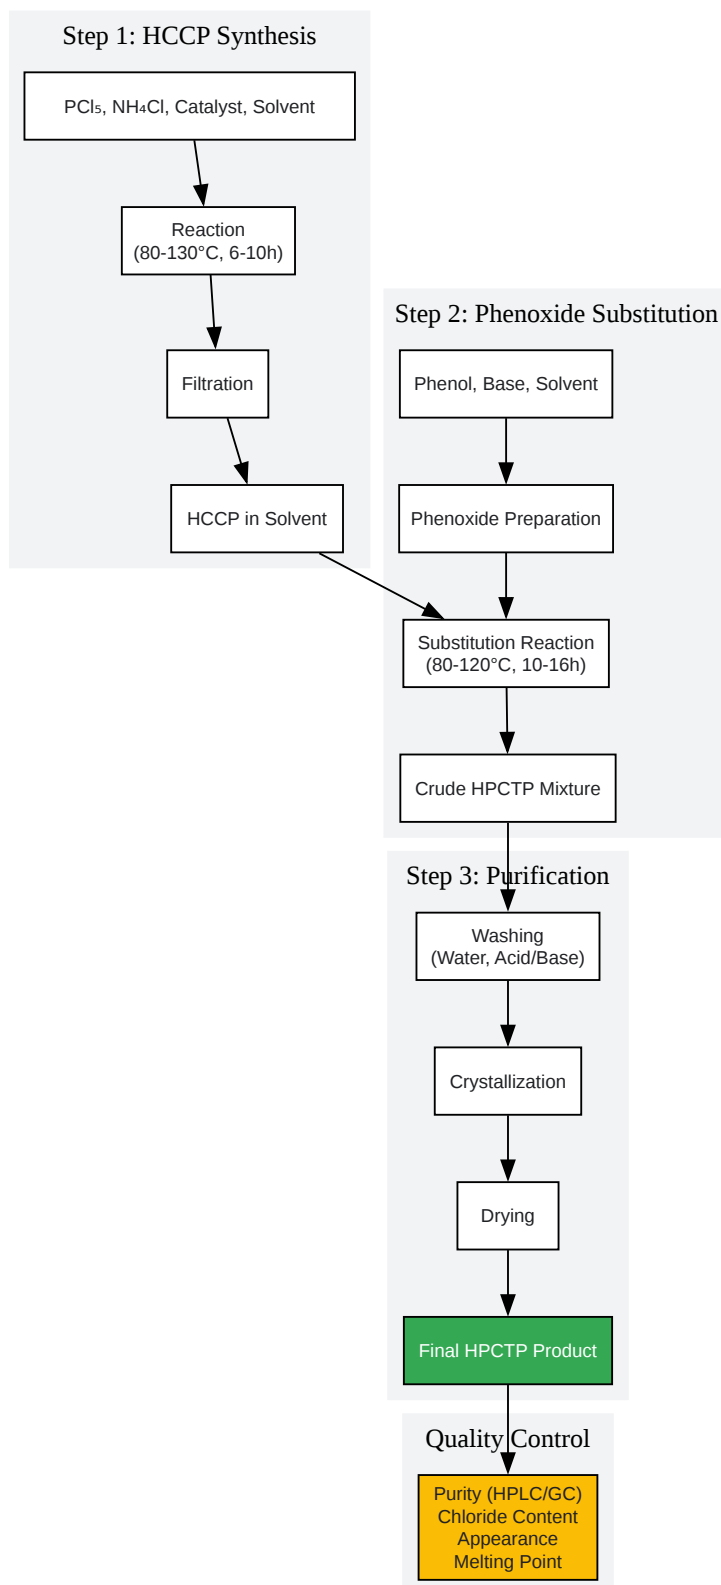 Step 1: HCCP Synthesis
PCl₅, NH₄Cl, Catalyst, Solvent
Reaction
(80-130°C, 6-10h)
Filtration
HCCP in Solvent
Step 2: Phenoxide Substitution
Phenol, Base, Solvent
Phenoxide Preparation
Substitution Reaction
(80-120°C, 10-16h)
Crude HPCTP Mixture
Step 3: Purification
Washing
(Water, Acid/Base)
Crystallization
Drying
Final HPCTP Product
Quality Control
Purity (HPLC/GC)
Chloride Content
Appearance
Melting Point